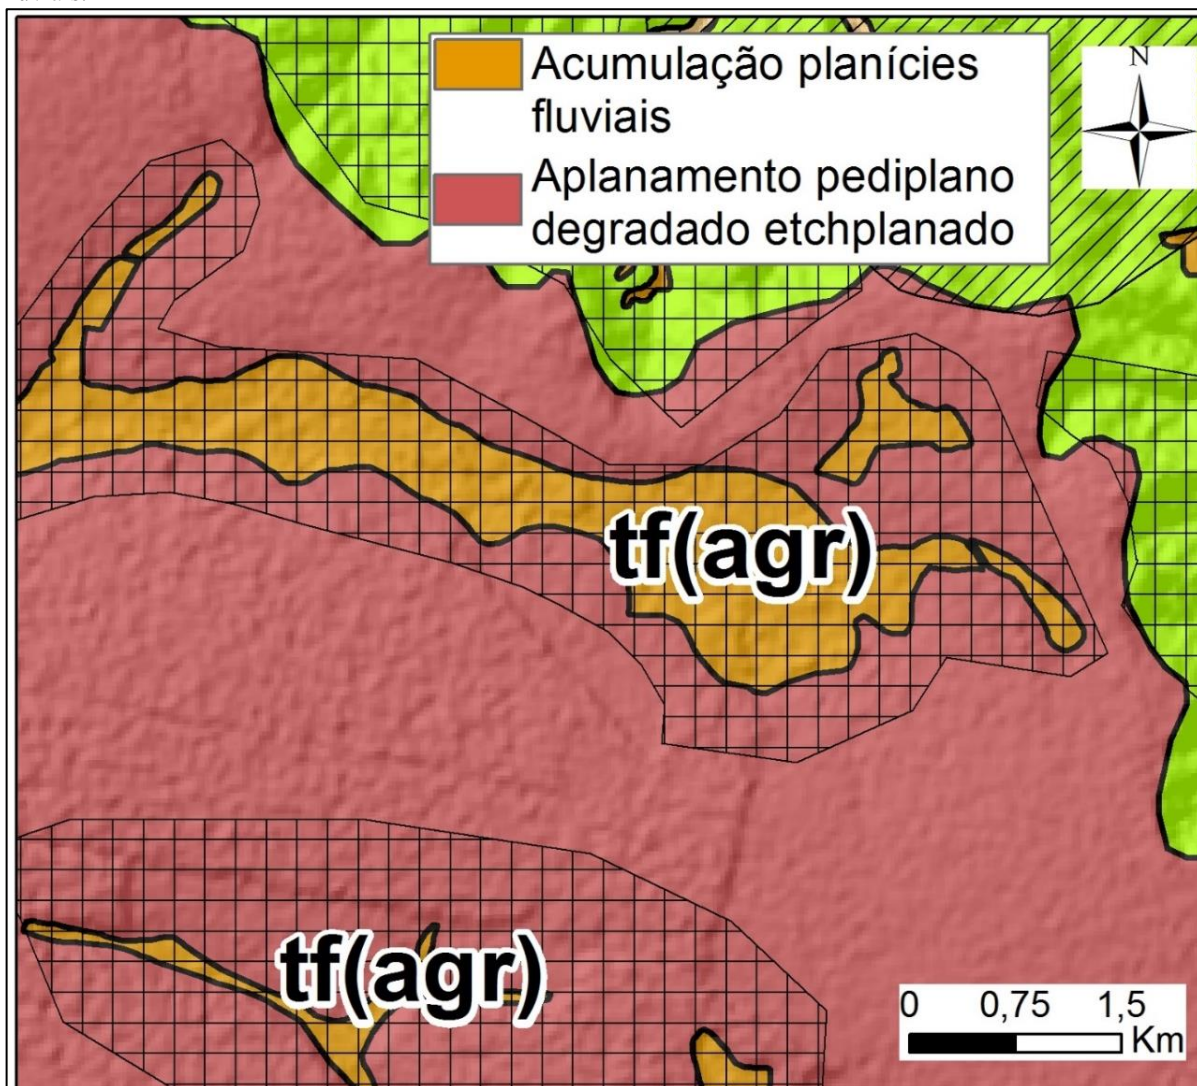 Acumulação planícies
fluviais
Aplanamento pediplano
degradado etchplanado
N
tf(agr)
tf(agr)
0 0,75 1,5
Km